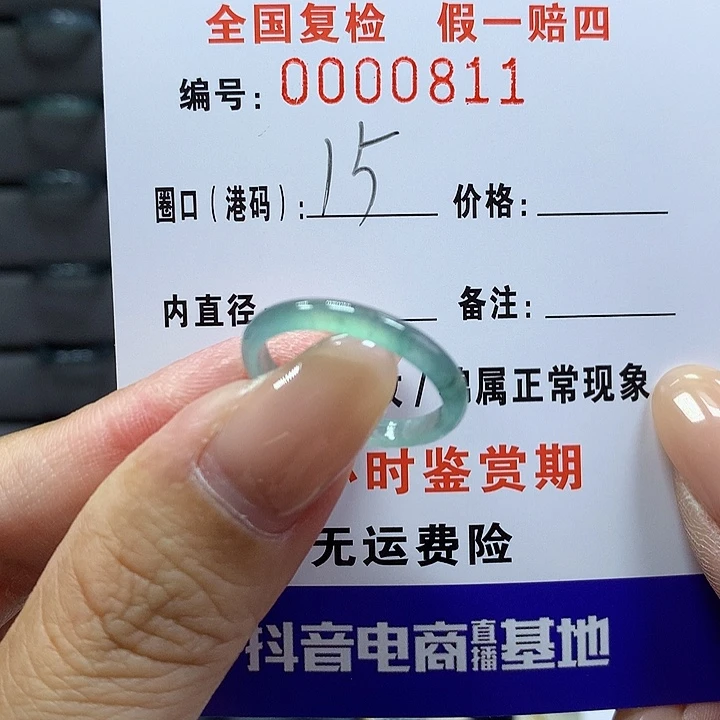 全国复检 假一赔四
编号: 0000811
圈口(港码): 15 价格:
内直径 备注:
/ 属正常现象
时鉴赏期
无运费险
抖音电商直播基地